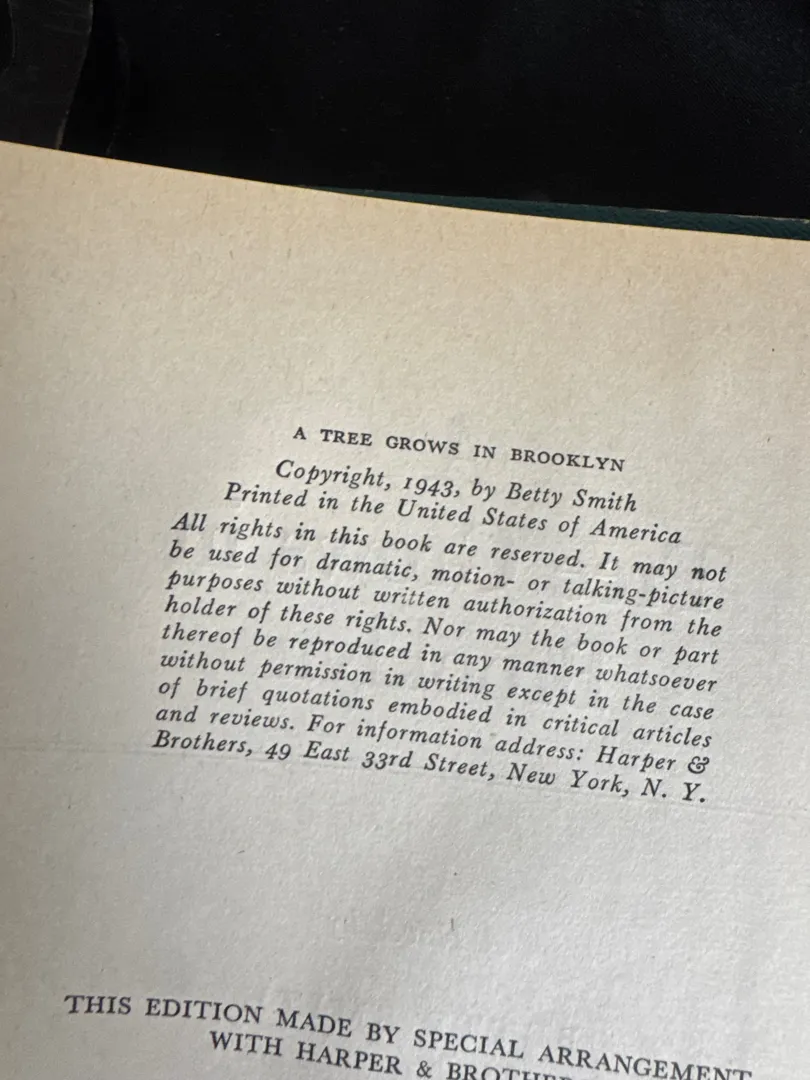 A TREE GROWS IN BROOKLYN
Copyright, 1943, by Betty Smith
Printed in the United States of America
All rights in this book are reserved. It may not
be used for dramatic, motion- or talking-picture
purposes without written authorization from the
holder of these rights. Nor may the book or part
thereof be reproduced in any manner whatsoever
without permission in writing except in the case
of brief quotations embodied in critical articles
and reviews. For information address: Harper &
Brothers, 49 East 33rd Street, New York, N. Y.
THIS EDITION MADE BY SPECIAL ARRANGEMENT
WITH HARPER &